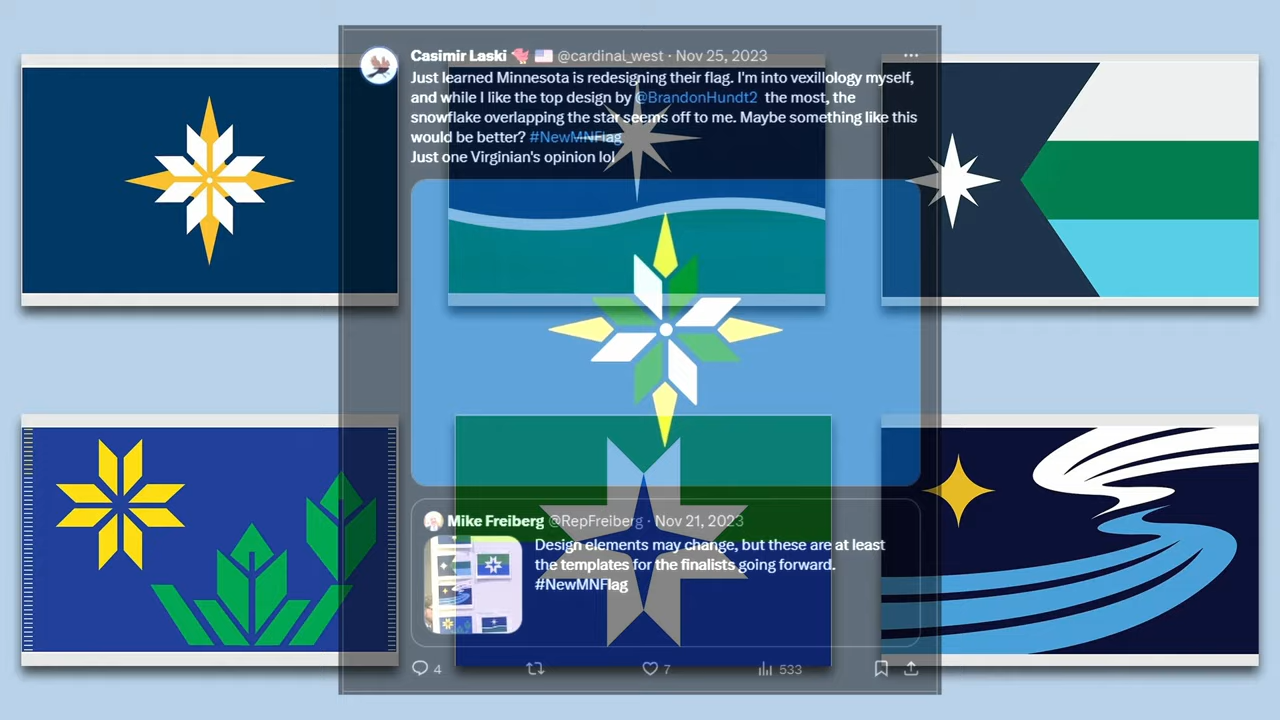 Casimir Laski 🐦 🇺🇸 @cardinal_west · Nov 25, 2023
Just learned Minnesota is redesigning their flag. I'm into vexillology myself,
and while I like the top design by @BrandonHundt2 the most, the
snowflake overlapping the star seems off to me. Maybe something like this
would be better? #NewMNFlag
Just one Virginian's opinion lol
Mike Freiberg @RepFreiberg · Nov 21, 2023
Design elements may change, but these are at least
the templates for the finalists going forward.
#NewMNFlag
4 7 533